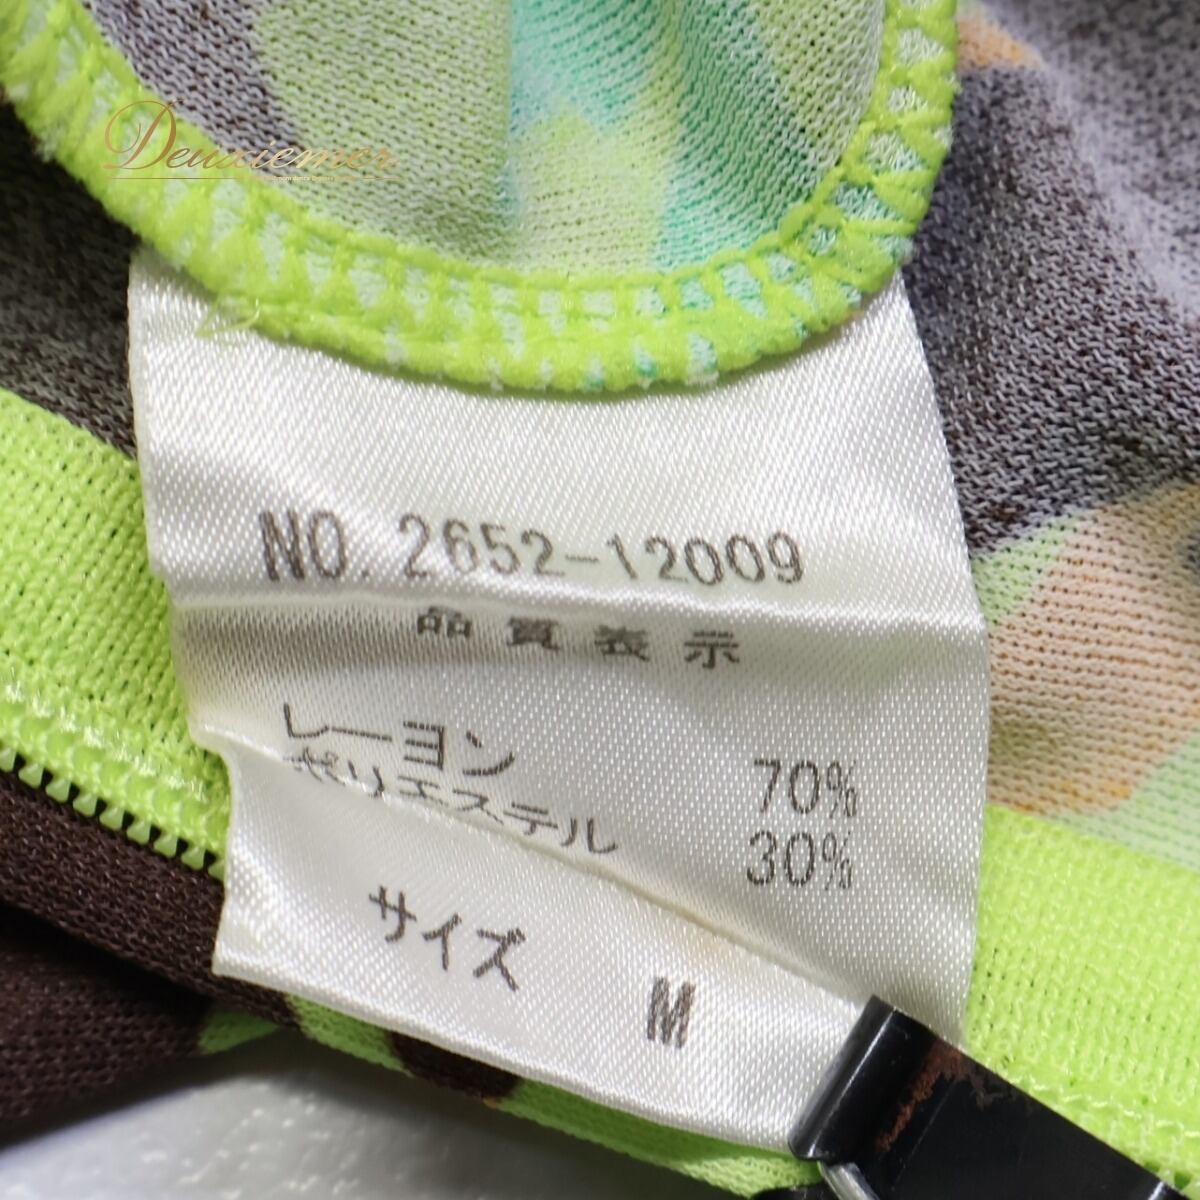 Deuxiemer
NO. 2652-12009
品質表示
レーヨン 70%
ポリエステル 30%
サイズ M